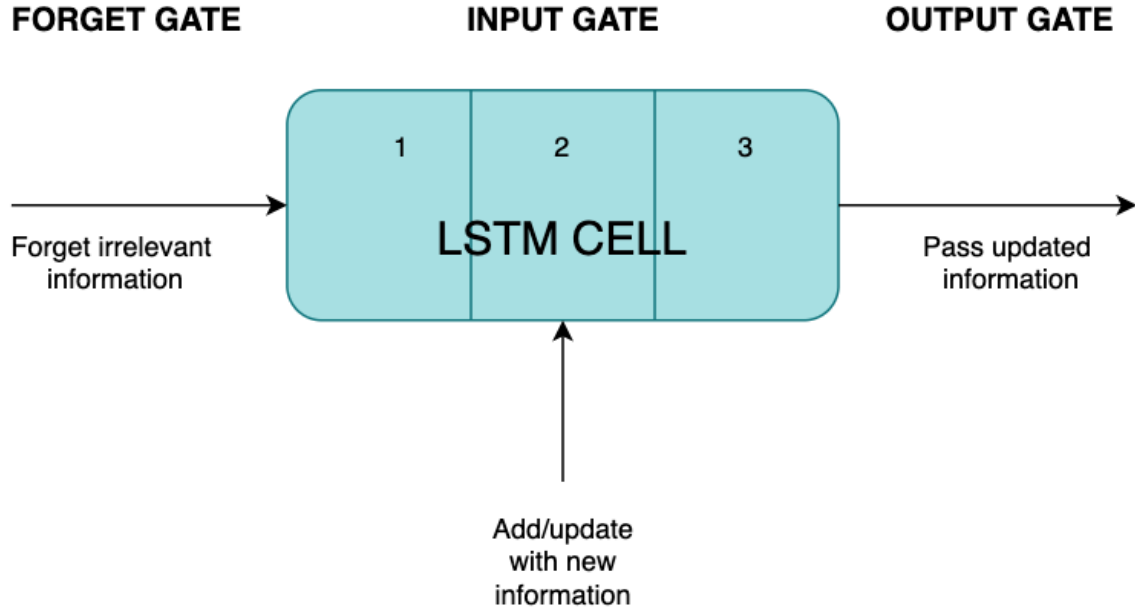 FORGET GATE
INPUT GATE
OUTPUT GATE
1
2
3
LSTM CELL
Forget irrelevant
information
Pass updated
information
Add/update
with new
information